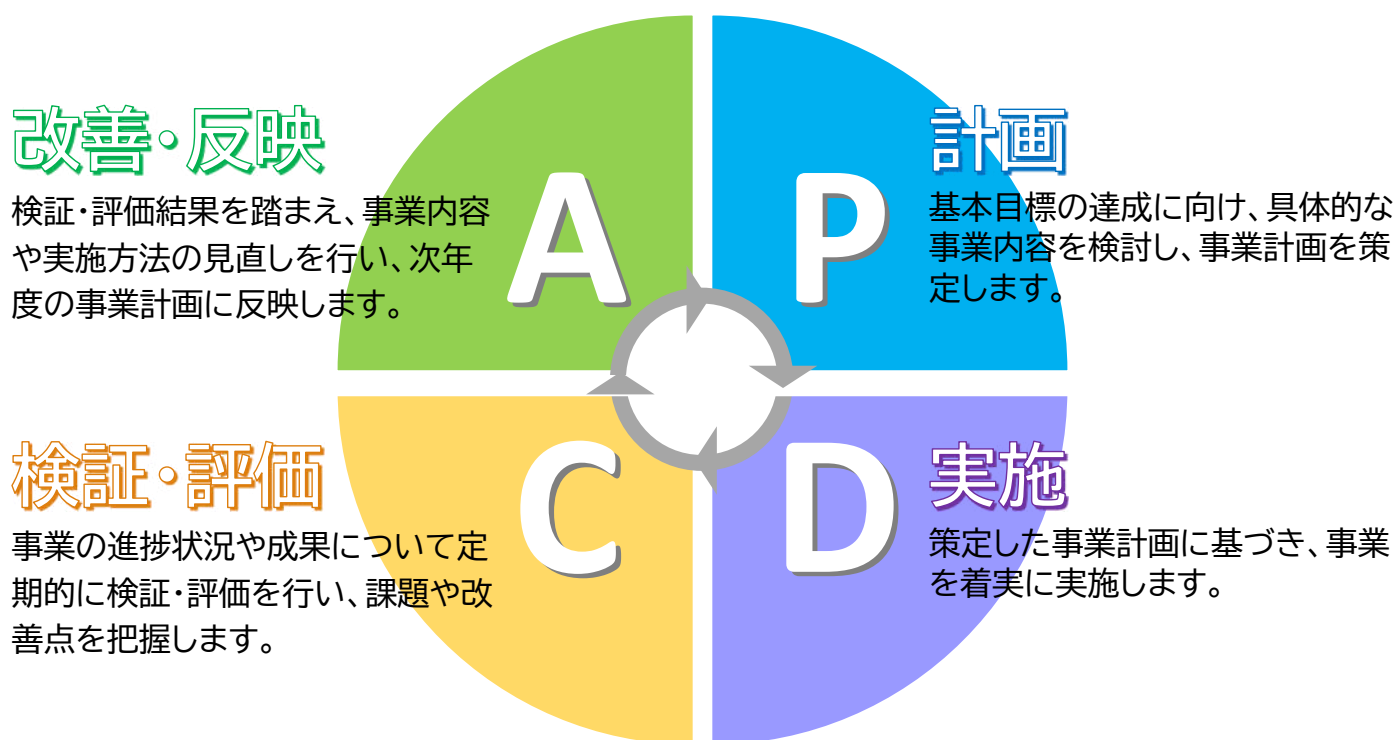 改善・反映
検証・評価結果を踏まえ、事業内容
や実施方法の見直しを行い、次年
度の事業計画に反映します。
A
P
計画
基本目標の達成に向け、具体的な
事業内容を検討し、事業計画を策
定します。
検証・評価
事業の進捗状況や成果について定
期的に検証・評価を行い、課題や改
善点を把握します。
C
D
実施
策定した事業計画に基づき、事業
を着実に実施します。